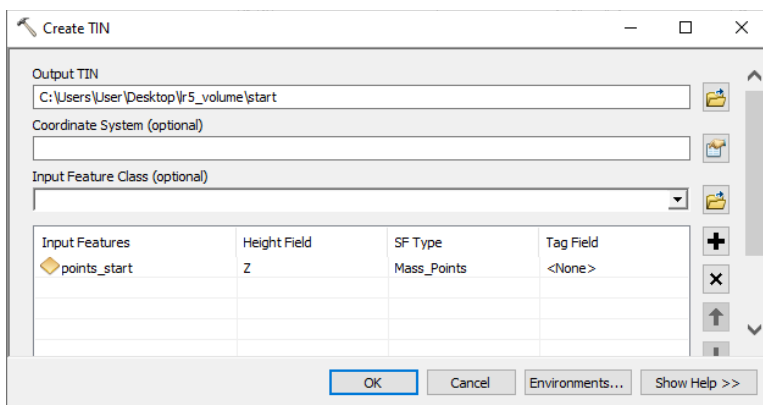 Create TIN
Output TIN
C:\Users\User\Desktop\lr5_volume\start
Coordinate System (optional)
Input Feature Class (optional)
Input Features Height Field SF Type Tag Field
points_start Z Mass_Points <None>
OK Cancel Environments... Show Help >>